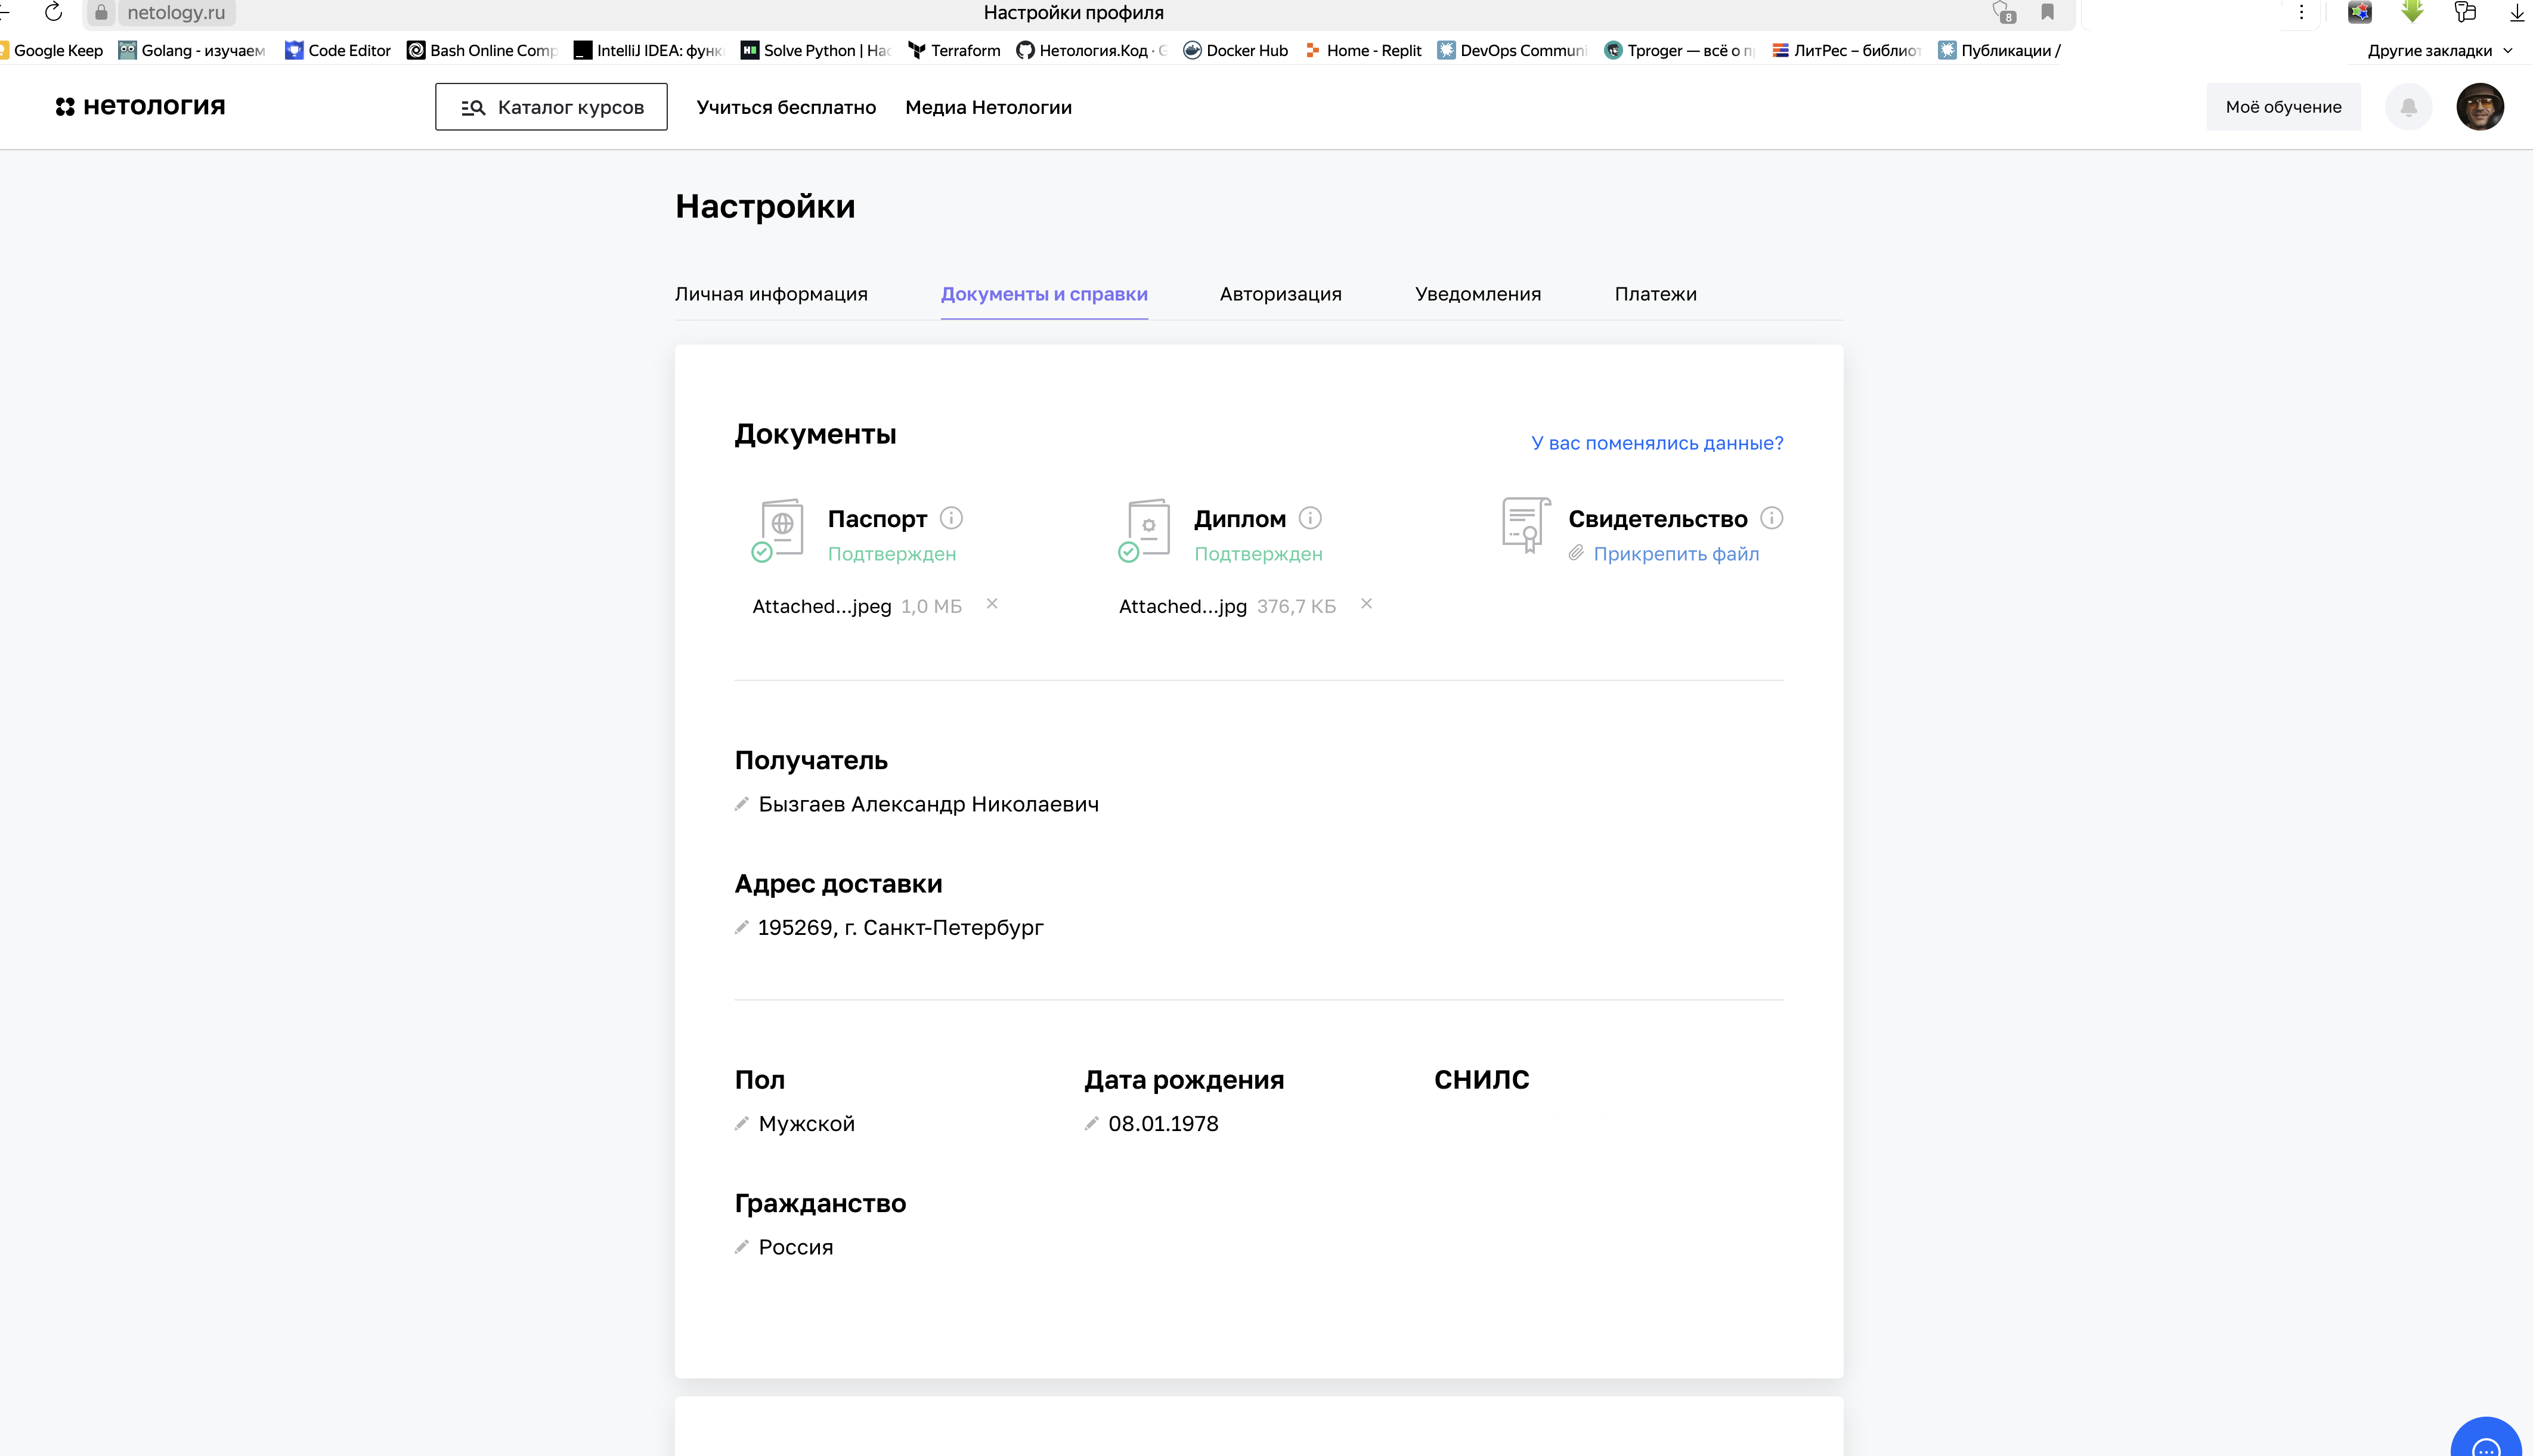 netology.ru
Настройки профиля
8
Google Keep
Golang - изучаем
Code Editor
Bash Online Comp
IntelliJ IDEA: функ
Solve Python | Hac
Terraform
Нетология.Код · G
Docker Hub
Home - Replit
DevOps Communi
Tproger — всё о п
ЛитРес – библиот
Публикации /
Другие закладки
нетология
Каталог курсов
Учиться бесплатно
Медиа Нетологии
Моё обучение
Настройки
Личная информация
Документы и справки
Авторизация
Уведомления
Платежи
Документы
У вас поменялись данные?
Паспорт
Подтвержден
Attached...jpeg 1,0 МБ
Диплом
Подтвержден
Attached...jpg 376,7 КБ
Свидетельство
Прикрепить файл
Получатель
Бызгаев Александр Николаевич
Адрес доставки
195269, г. Санкт-Петербург
Пол
Мужской
Дата рождения
08.01.1978
СНИЛС
Гражданство
Россия